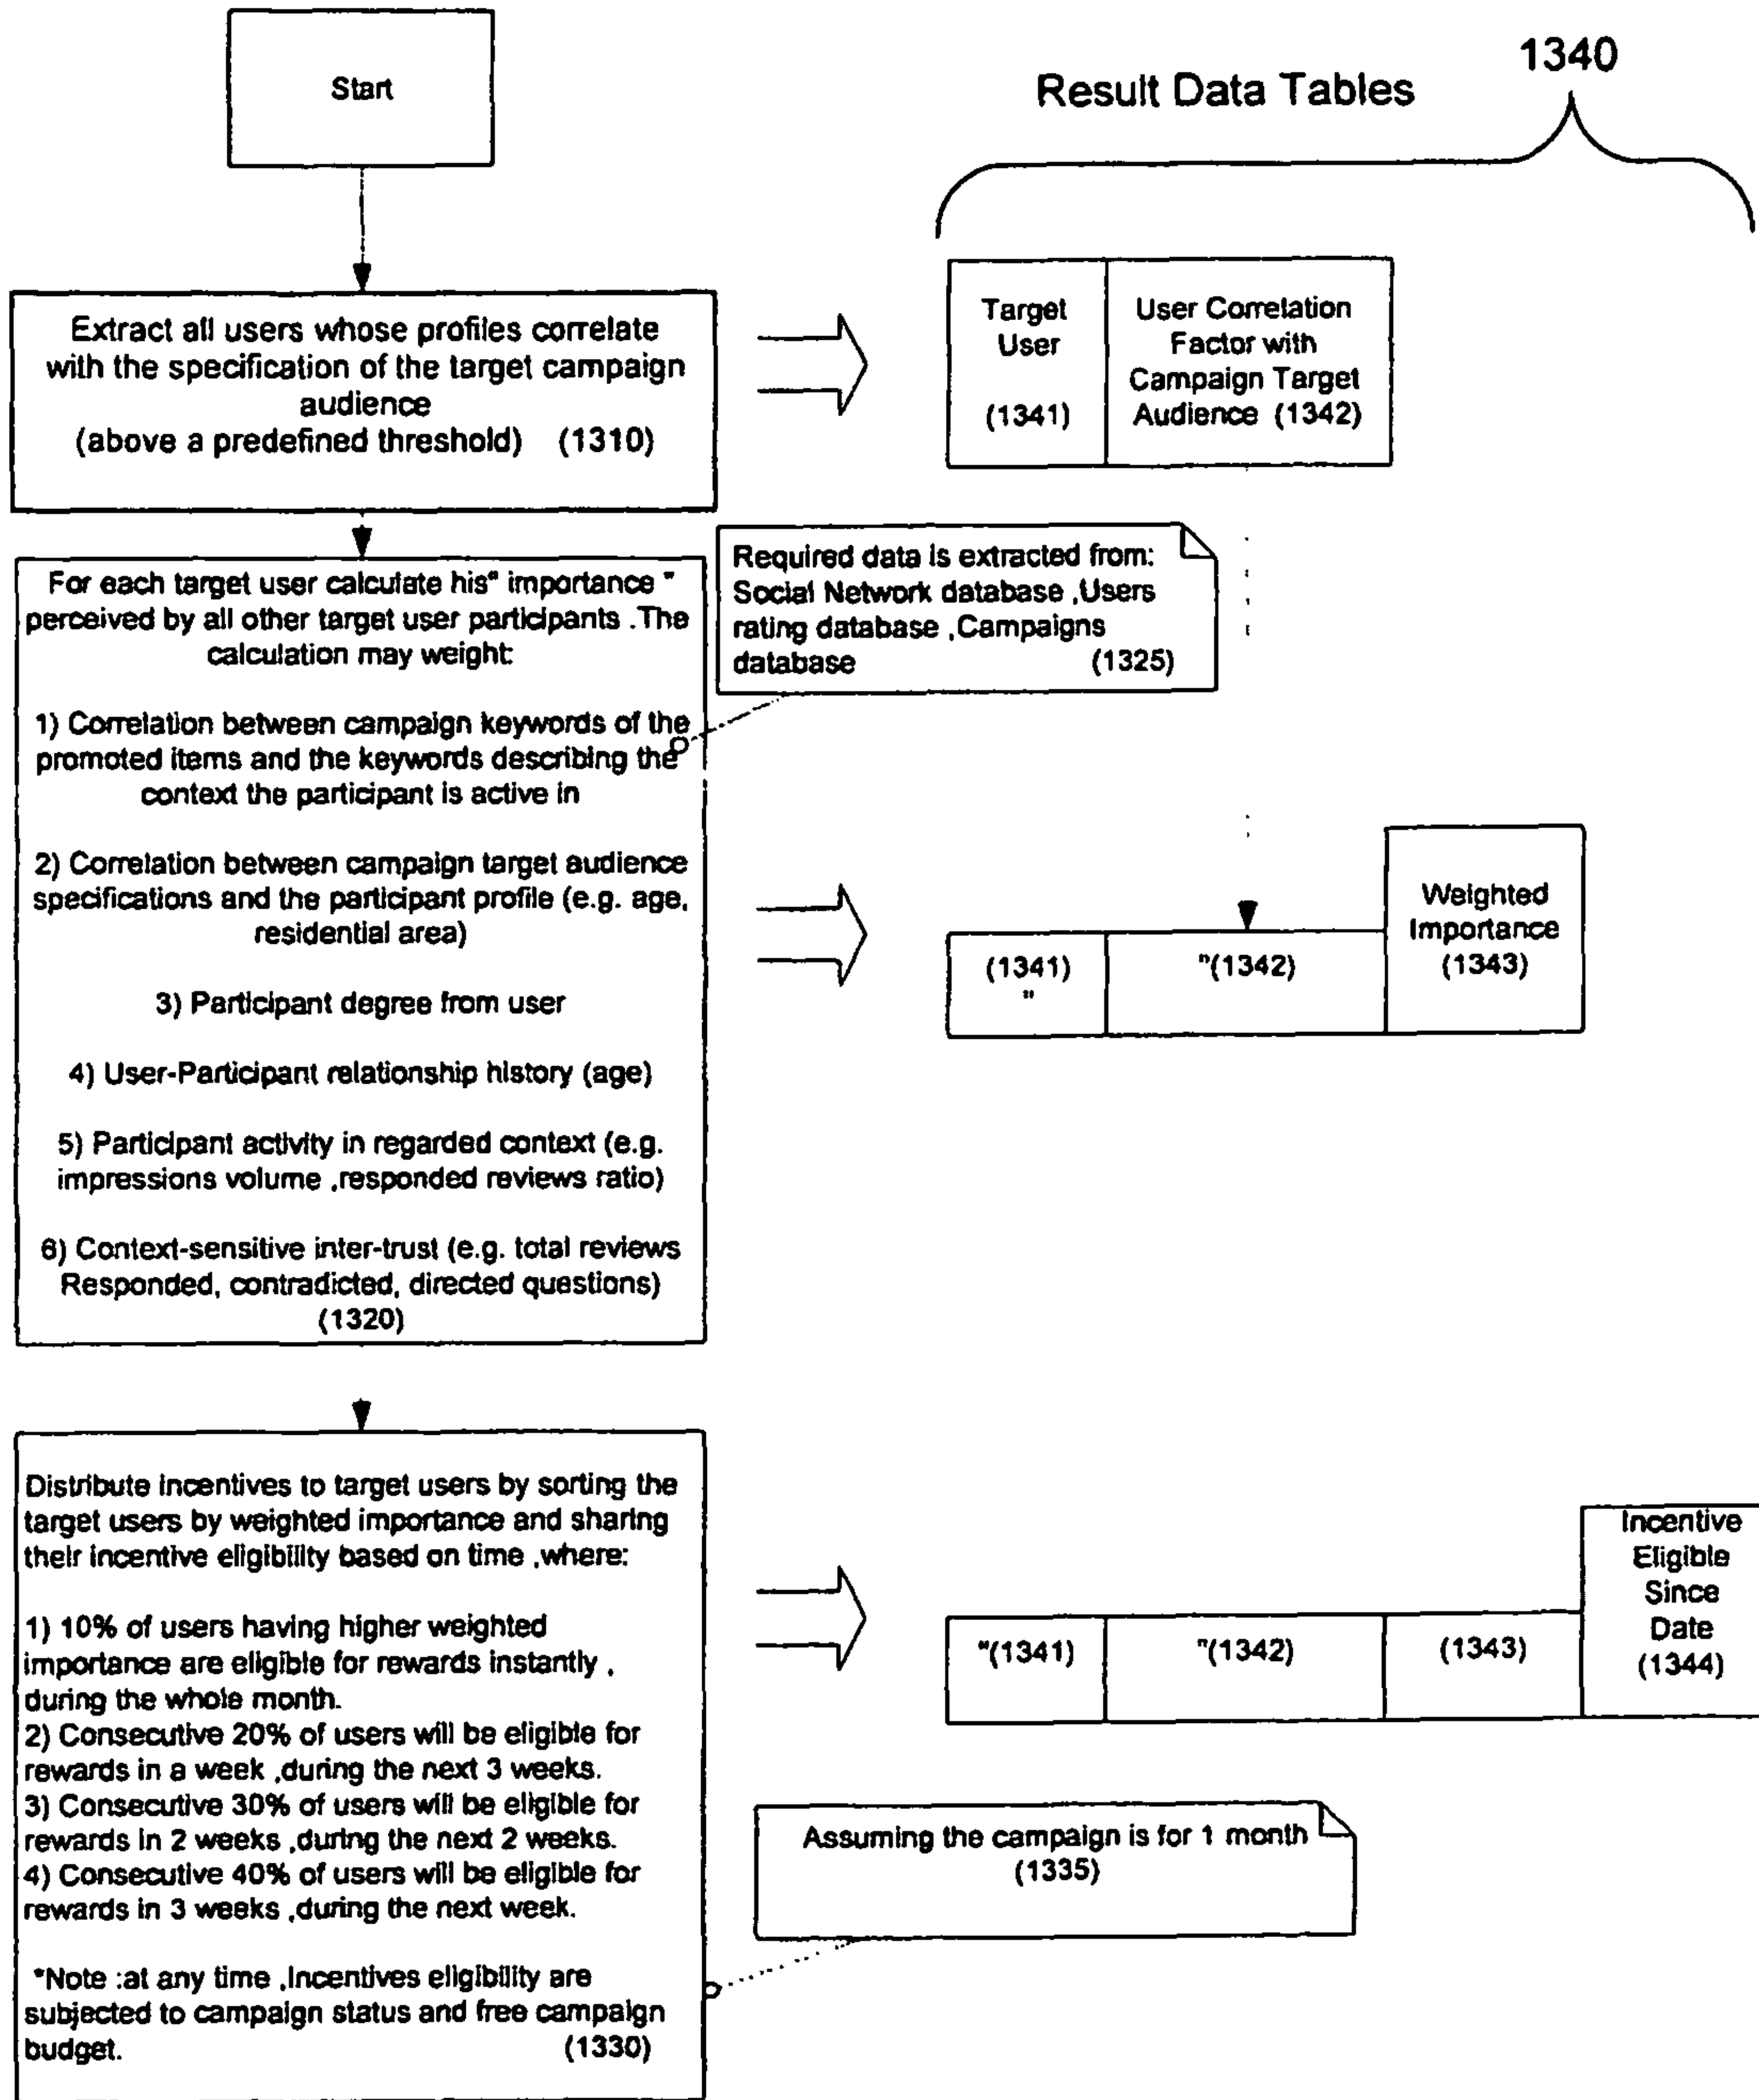 Start
1340
Result Data Tables
Extract all users whose profiles correlate
with the specification of the target campaign
audience
(above a predefined threshold) (1310)
Target
User
(1341)
User Correlation
Factor with
Campaign Target
Audience (1342)
Required data is extracted from:
Social Network database ,Users
rating database ,Campaigns
database (1325)
For each target user calculate his" importance "
perceived by all other target user participants .The
calculation may weight:
1) Correlation between campaign keywords of the
promoted items and the keywords describing the
context the participant is active in
2) Correlation between campaign target audience
specifications and the participant profile (e.g. age,
residential area)
3) Participant degree from user
4) User-Participant relationship history (age)
5) Participant activity in regarded context (e.g.
impressions volume ,responded reviews ratio)
6) Context-sensitive inter-trust (e.g. total reviews
Responded, contradicted, directed questions)
(1320)
(1341)
"
"(1342)
Weighted
Importance
(1343)
Distribute incentives to target users by sorting the
target users by weighted importance and sharing
their incentive eligibility based on time ,where:
1) 10% of users having higher weighted
importance are eligible for rewards instantly ,
during the whole month.
2) Consecutive 20% of users will be eligible for
rewards in a week ,during the next 3 weeks.
3) Consecutive 30% of users will be eligible for
rewards in 2 weeks ,during the next 2 weeks.
4) Consecutive 40% of users will be eligible for
rewards in 3 weeks ,during the next week.
*Note :at any time ,Incentives eligibility are
subjected to campaign status and free campaign
budget. (1330)
"(1341)
"(1342)
(1343)
Incentive
Eligible
Since
Date
(1344)
Assuming the campaign is for 1 month
(1335)